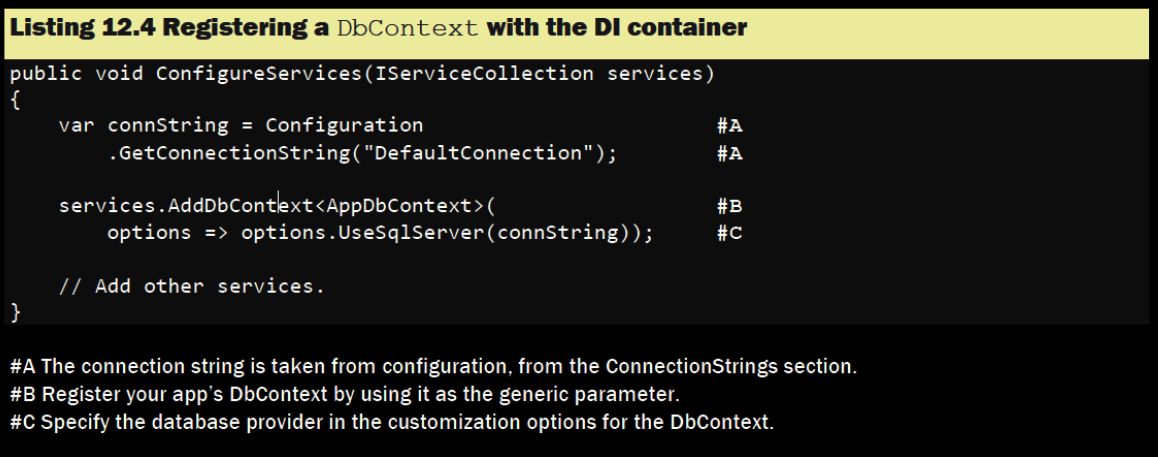 Listing 12.4 Registering a DbContext with the DI container
public void ConfigureServices(IServiceCollection services)
{
    var connString = Configuration #A
        .GetConnectionString("DefaultConnection"); #A
    services.AddDbContext<AppDbContext>( #B
        options => options.UseSqlServer(connString)); #C
    // Add other services.
}
#A The connection string is taken from configuration, from the ConnectionStrings section.
#B Register your app’s DbContext by using it as the generic parameter.
#C Specify the database provider in the customization options for the DbContext.